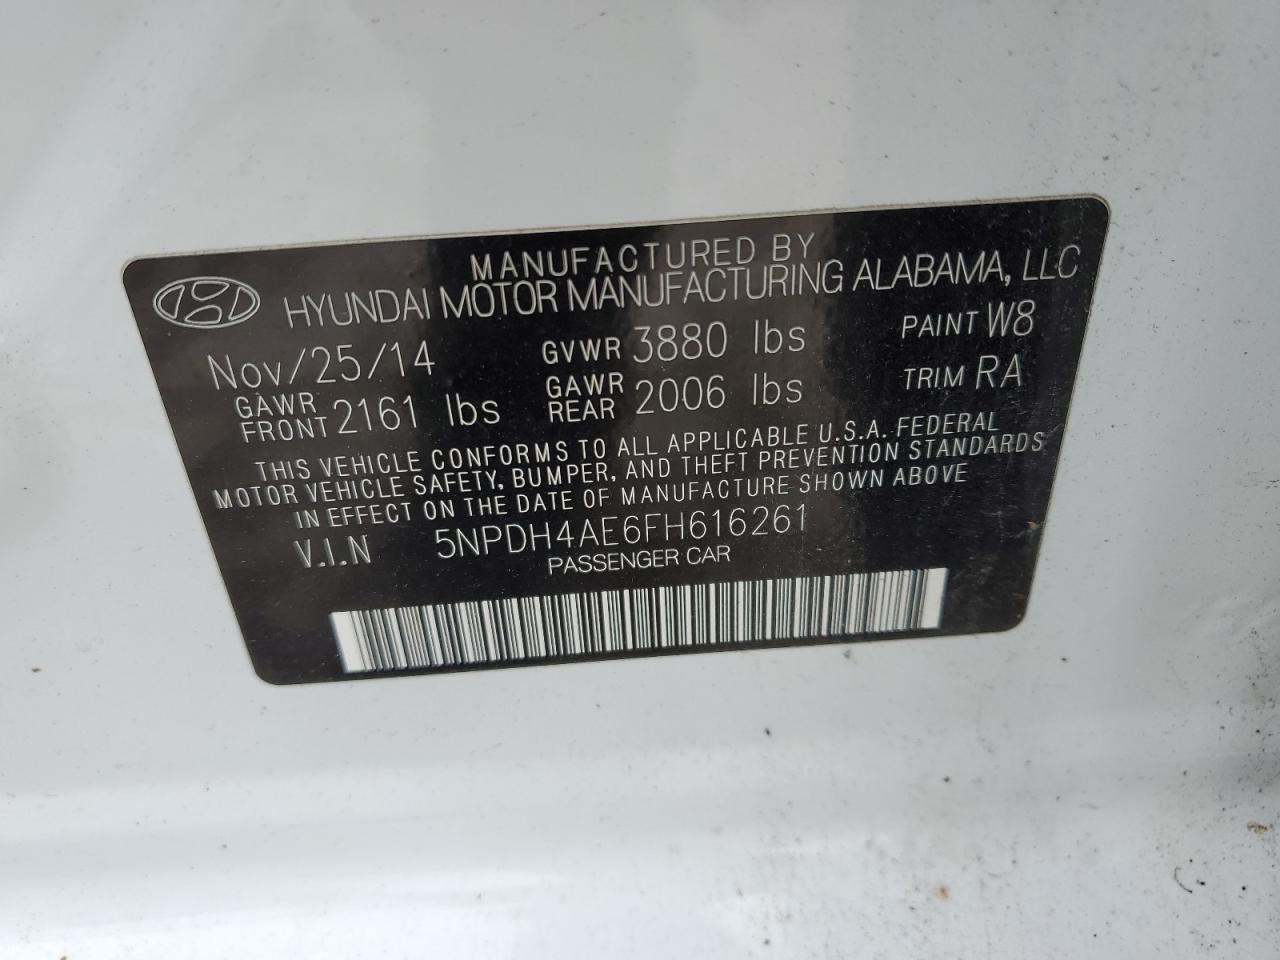 MANUFACTURED BY
HYUNDAI MOTOR MANUFACTURING ALABAMA, LLC
Nov/25/14 GVWR 3880 lbs PAINT W8
GAWR FRONT 2161 lbs GAWR REAR 2006 lbs TRIM RA
THIS VEHICLE CONFORMS TO ALL APPLICABLE U.S.A. FEDERAL
MOTOR VEHICLE SAFETY, BUMPER, AND THEFT PREVENTION STANDARDS
IN EFFECT ON THE DATE OF MANUFACTURE SHOWN ABOVE
V.I.N 5NPDH4AE6FH616261
PASSENGER CAR